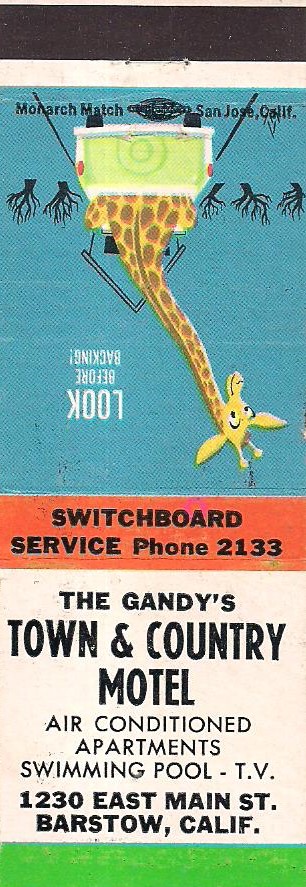 Monarch Match San Jose, Calif.
LOOK
BEFORE
BACKING!
SWITCHBOARD
SERVICE Phone 2133
THE GANDY'S
TOWN & COUNTRY
MOTEL
AIR CONDITIONED
APARTMENTS
SWIMMING POOL - T.V.
1230 EAST MAIN ST.
BARSTOW, CALIF.